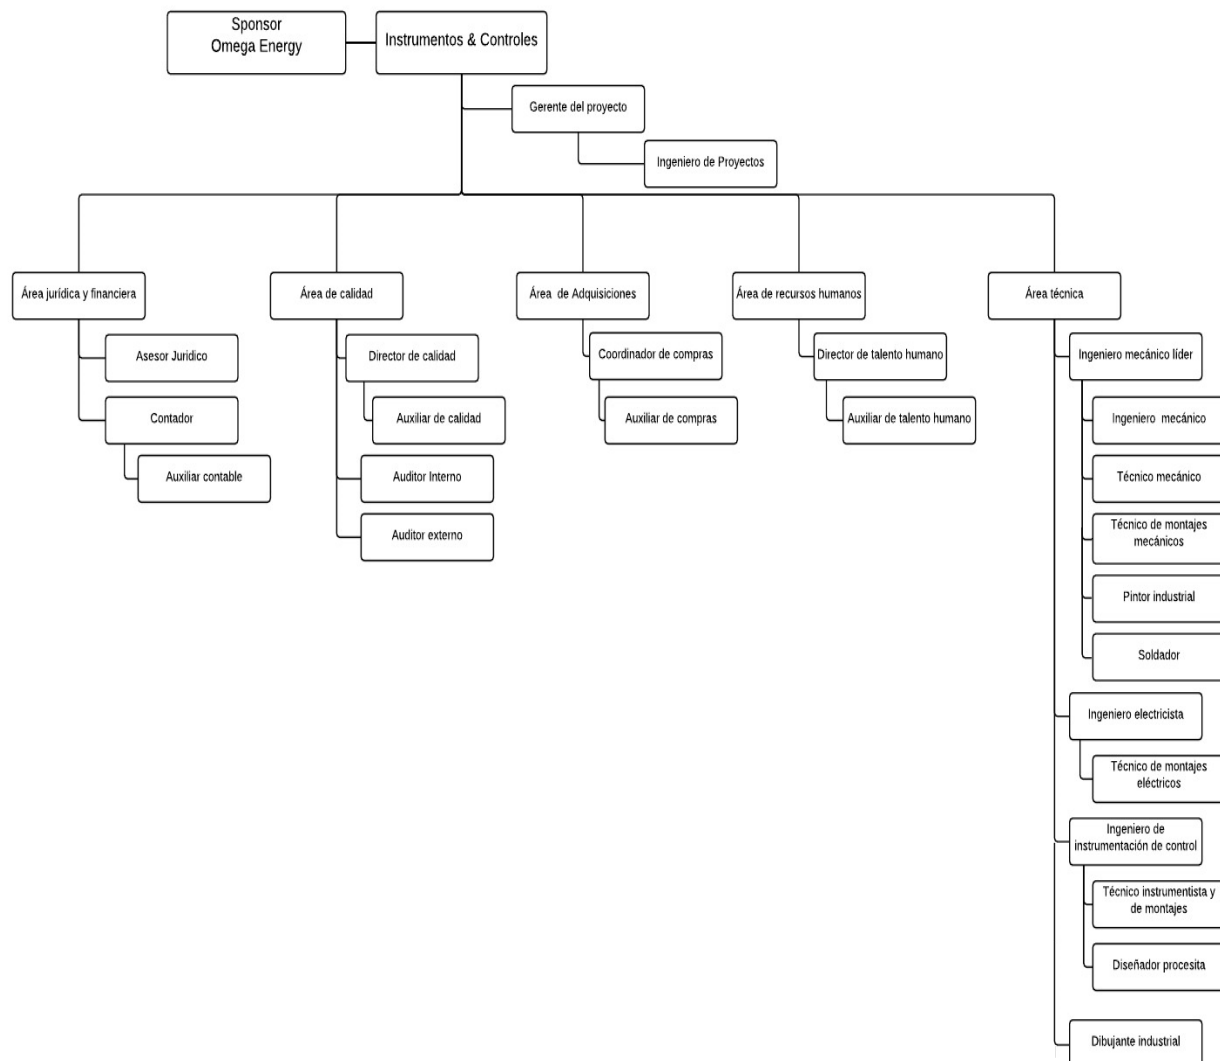 Sponsor
Omega Energy
Instrumentos & Controles
Gerente del proyecto
Ingeniero de Proyectos
Área jurídica y financiera
Área de calidad
Área de Adquisiciones
Área de recursos humanos
Área técnica
Asesor Juridico
Director de calidad
Coordinador de compras
Director de talento humano
Ingeniero mecánico líder
Contador
Auxiliar de calidad
Auxiliar de compras
Auxiliar de talento humano
Ingeniero mecánico
Auxiliar contable
Auditor Interno
Técnico mecánico
Auditor externo
Técnico de montajes
mecánicos
Pintor industrial
Soldador
Ingeniero electricista
Técnico de montajes
eléctricos
Ingeniero de
instrumentación de control
Técnico instrumentista y
de montajes
Diseñador procesita
Dibujante industrial